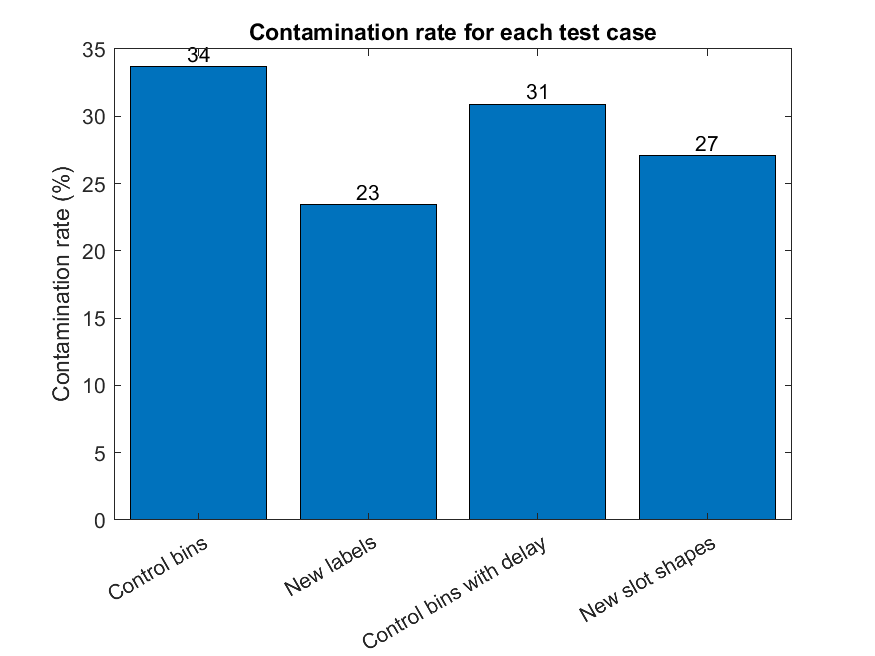 Contamination rate for each test case
Contamination rate (%)
35
30
25
20
15
10
5
0
34
23
31
27
Control bins
New labels
Control bins with delay
New slot shapes